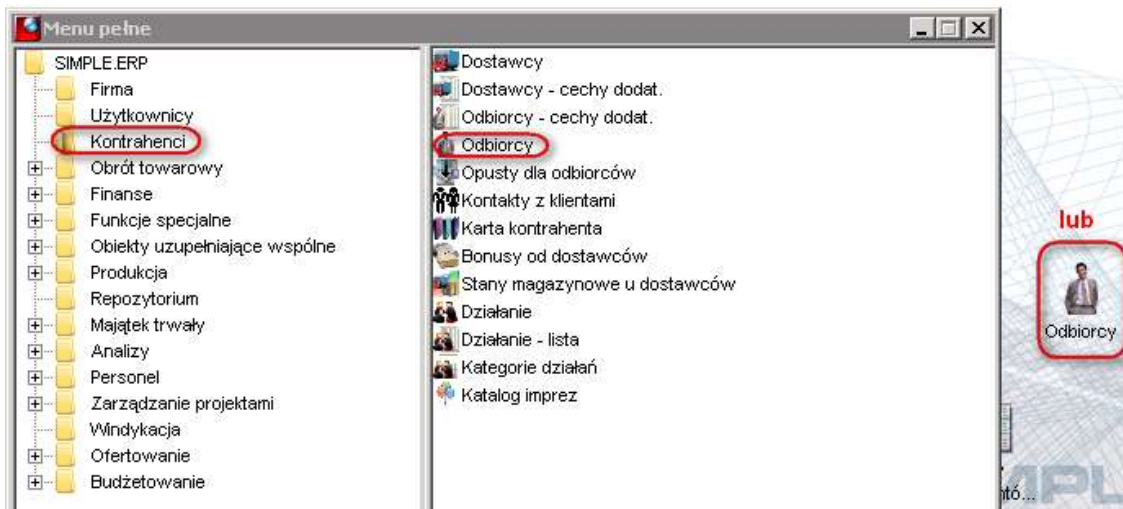 Menu pełne
SIMPLE.ERP
Firma
Użytkownicy
Kontrahenci
Obrót towarowy
Finanse
Funkcje specjalne
Obiekty uzupełniające wspólne
Produkcja
Repozytorium
Majątek trwały
Analizy
Personel
Zarządzanie projektami
Windykacja
Ofertowanie
Budżetowanie
Dostawcy
Dostawcy - cechy dodat.
Odbiorcy - cechy dodat.
Odbiorcy
Opusty dla odbiorców
Kontakty z klientami
Karta kontrahenta
Bonusy od dostawców
Stany magazynowe u dostawców
Działanie
Działanie - lista
Kategorie działań
Katalog imprez
lub
Odbiorcy